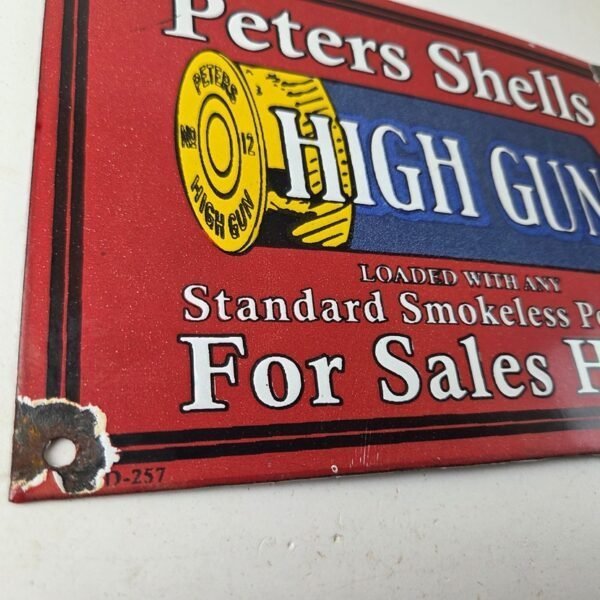 Peters Shells
PETERS
No 12
HIGH GUN
HIGH GUN
LOADED WITH ANY
Standard Smokeless
For Sales
D-257